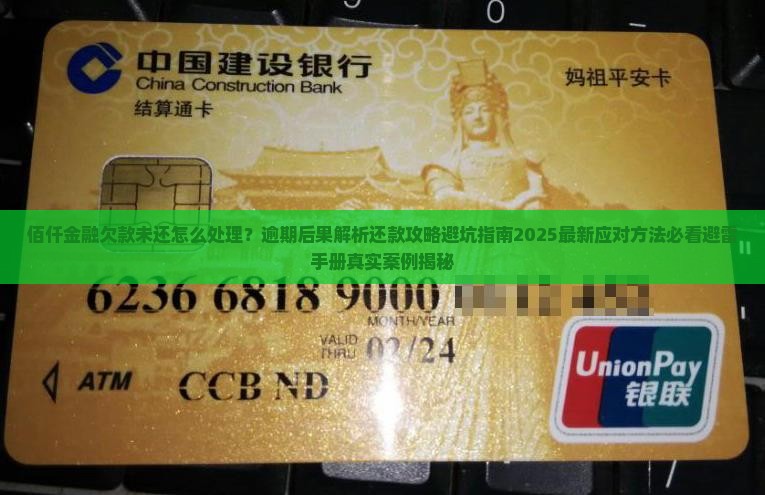 中国建设银行
China Construction Bank
结算通卡
妈祖平安卡
佰仟金融欠款未还怎么处理？逾期后果解析还款攻略避坑指南2025最新应对方法必看避雷
手册真实案例揭秘
6236 6818 9000
MONTH/YEAR
VALID
THRU 02/24
ATM CCB ND
UnionPay
银联